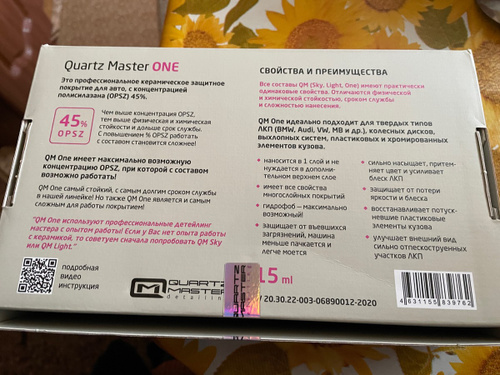 Quartz Master ONE
Это профессиональное керамическое защитное
покрытие для авто, с концентрацией
полисилазана (OPSZ) 45%.
45%
OPSZ
Чем выше концентрация OPSZ,
тем выше физическая и химическая
стойкость и дольше срок службы.
С повышением % OPSZ, работать
с составом становится сложнее!
QM One имеет максимально возможную
концентрацию OPSZ, при которой с составом
возможно работать!
QM One самый стойкий, с самым долгим сроком службы
в нашей линейке! Но также QM One является и самым
сложным для работы покрытием!
"QM One используют профессиональные детейлинг
мастера с опытом работы! Если у Вас нет опыта работы
с керамикой, то советуем сначала попробовать QM Sky
или QM Light."
подробная
видео
инструкция
QUARTZ
MASTER
detailing
СВОЙСТВА И ПРЕИМУЩЕСТВА
Все составы QM (Sky, Light, One) имеют практически
одинаковые свойства. Отличаются физической
и химической стойкостью, сроком службы
и сложностью нанесения.
QM One идеально подходит для твердых типов
ЛКП (BMW, Audi, VW, MB и др.), колесных дисков,
выхлопных систем, пластиковых и хромированных
элементов кузова.
наносится в 1 слой и не
нуждается в дополнительном
верхнем слое
имеет все свойства
многослойных покрытий
гидрофоб – максимально
возможный!
защищает от въевшихся
загрязнений, машина
меньше пачкается и
легче моется
сильно насыщает, притем-
няет цвет и усиливает
блеск ЛКП
защищает от потери
яркости и блеска
восстанавливает потуск-
невшие пластиковые
элементы кузова
улучшает внешний вид
сильно отпескоструенных
участков ЛКП
QUARTZ
MASTER
15 ml
20.30.22-003-06890012-2020
4831155839762